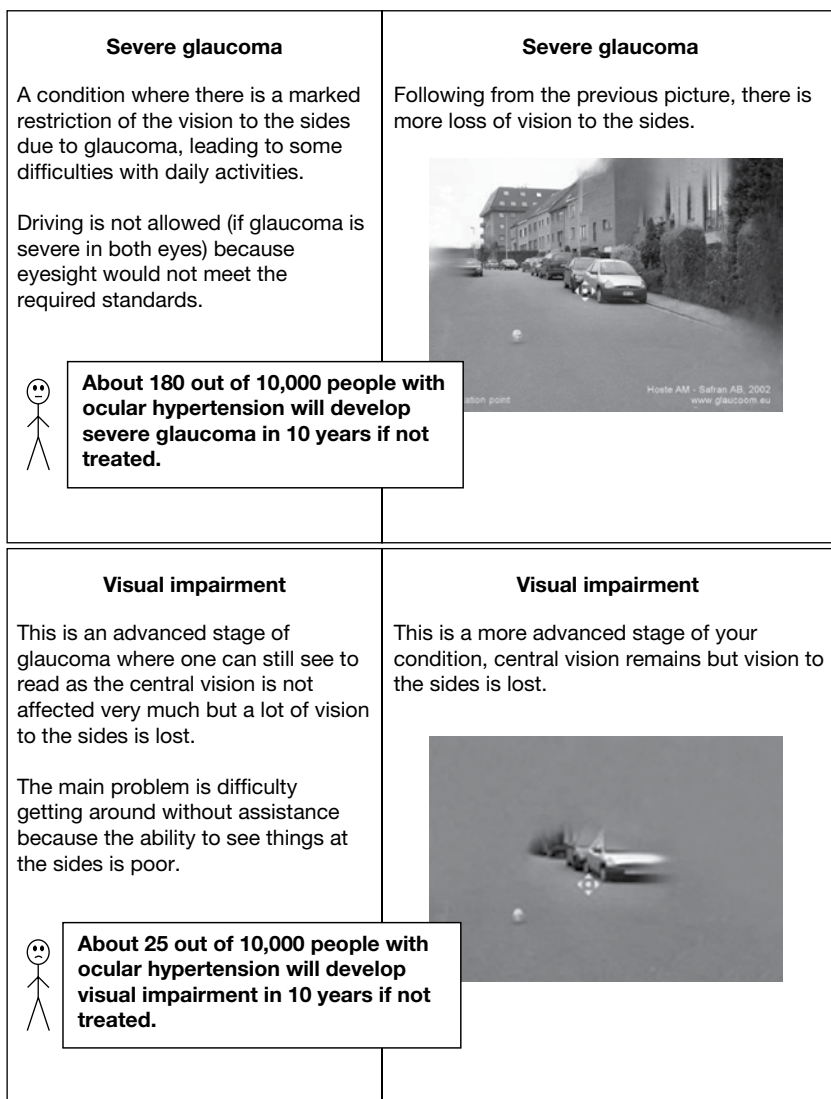 Severe glaucoma
A condition where there is a marked
restriction of the vision to the sides
due to glaucoma, leading to some
difficulties with daily activities.
Driving is not allowed (if glaucoma is
severe in both eyes) because
eyesight would not meet the
required standards.
About 180 out of 10,000 people with
ocular hypertension will develop
severe glaucoma in 10 years if not
treated.
Severe glaucoma
Following from the previous picture, there is
more loss of vision to the sides.
Hoste AM - Safran AB, 2002
www.glaucoom.eu
ation point
Visual impairment
This is an advanced stage of
glaucoma where one can still see to
read as the central vision is not
affected very much but a lot of vision
to the sides is lost.
The main problem is difficulty
getting around without assistance
because the ability to see things at
the sides is poor.
About 25 out of 10,000 people with
ocular hypertension will develop
visual impairment in 10 years if not
treated.
Visual impairment
This is a more advanced stage of your
condition, central vision remains but vision to
the sides is lost.